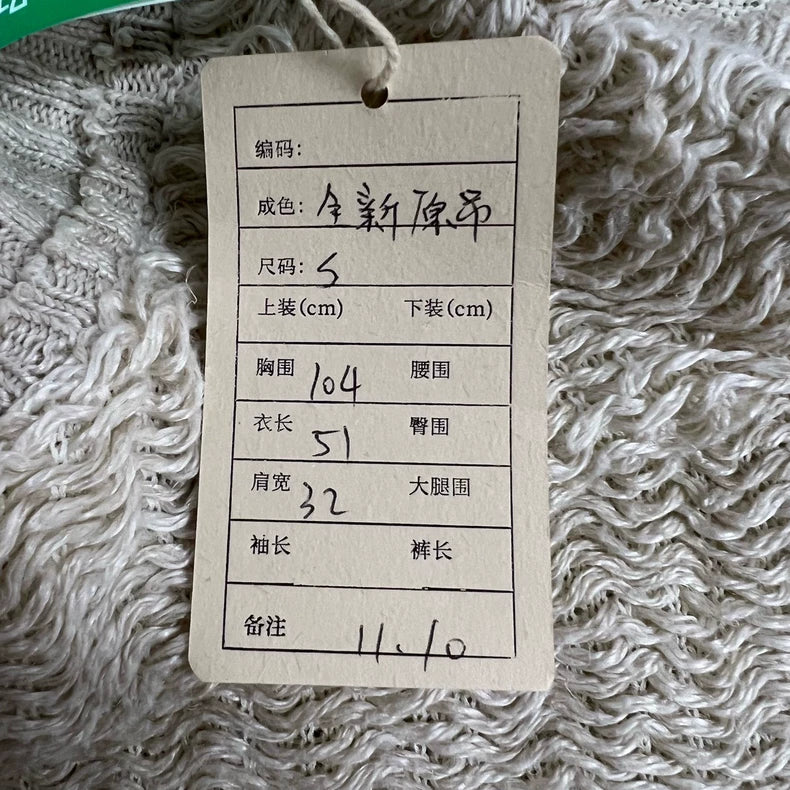 编码:
成色: 全新原吊
尺码: S
上装(cm) 下装(cm)
胸围 104 腰围
衣长 51 臀围
肩宽 32 大腿围
袖长 裤长
备注 11.10